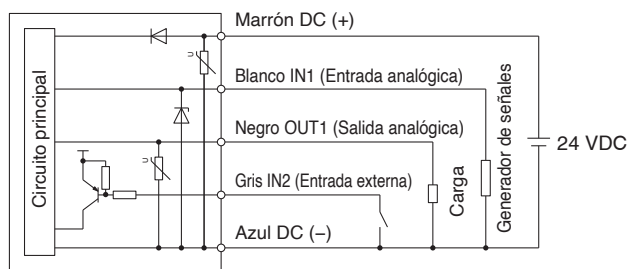 Marrón DC (+)
Blanco IN1 (Entrada analógica)
Negro OUT1 (Salida analógica)
Gris IN2 (Entrada externa)
Azul DC (−)
Circuito principal
U
U
Carga
Generador de señales
24 VDC